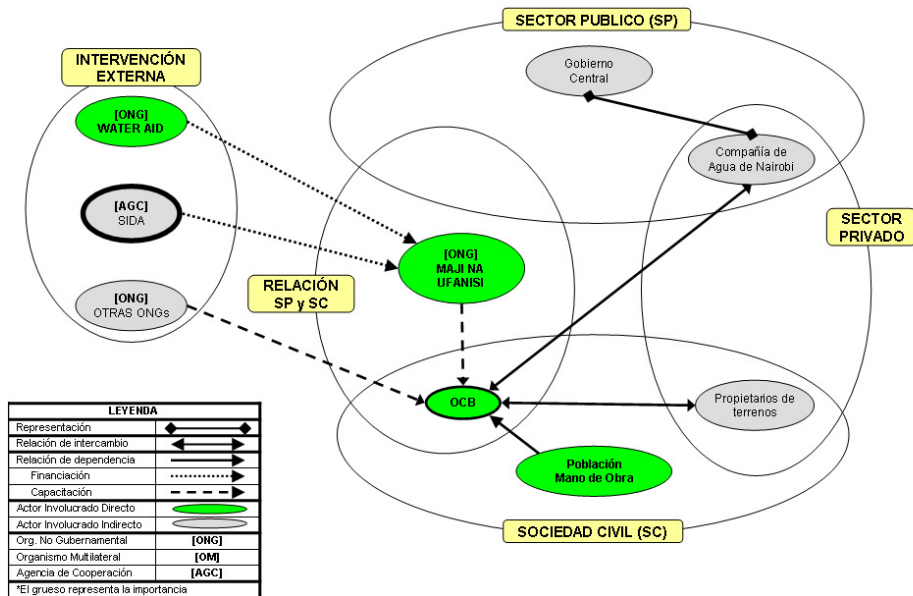 SECTOR PUBLICO (SP)
INTERVENCIÓN
EXTERNA
Gobierno
Central
[ONG]
WATER AID
Compañía de
Agua de Nairobi
[AGC]
SIDA
SECTOR
PRIVADO
[ONG]
MAJI NA
UFANISI
RELACIÓN
SP y SC
[ONG]
OTRAS ONGs
OCB
Propietarios de
terrenos
Población
Mano de Obra
SOCIEDAD CIVIL (SC)
LEYENDA
Representación
Relación de intercambio
Relación de dependencia
Financiación
Capacitación
Actor Involucrado Directo
Actor Involucrado Indirecto
Org. No Gubernamental [ONG]
Organismo Multilateral [OM]
Agencia de Cooperación [AGC]
*El grueso representa la importancia